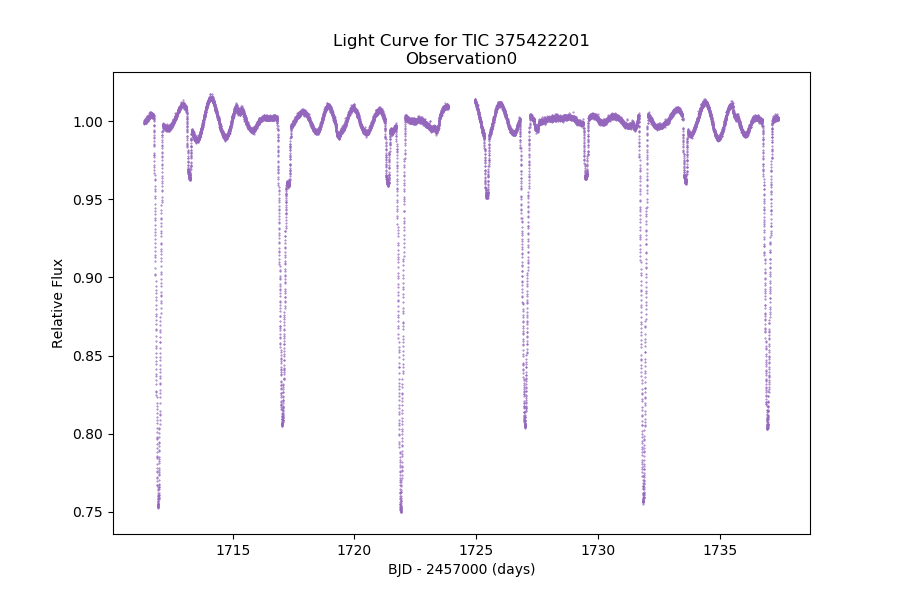 Light Curve for TIC 375422201
Observation0
Relative Flux
1.00
0.95
0.90
0.85
0.80
0.75
1715
1720
1725
1730
1735
BJD - 2457000 (days)